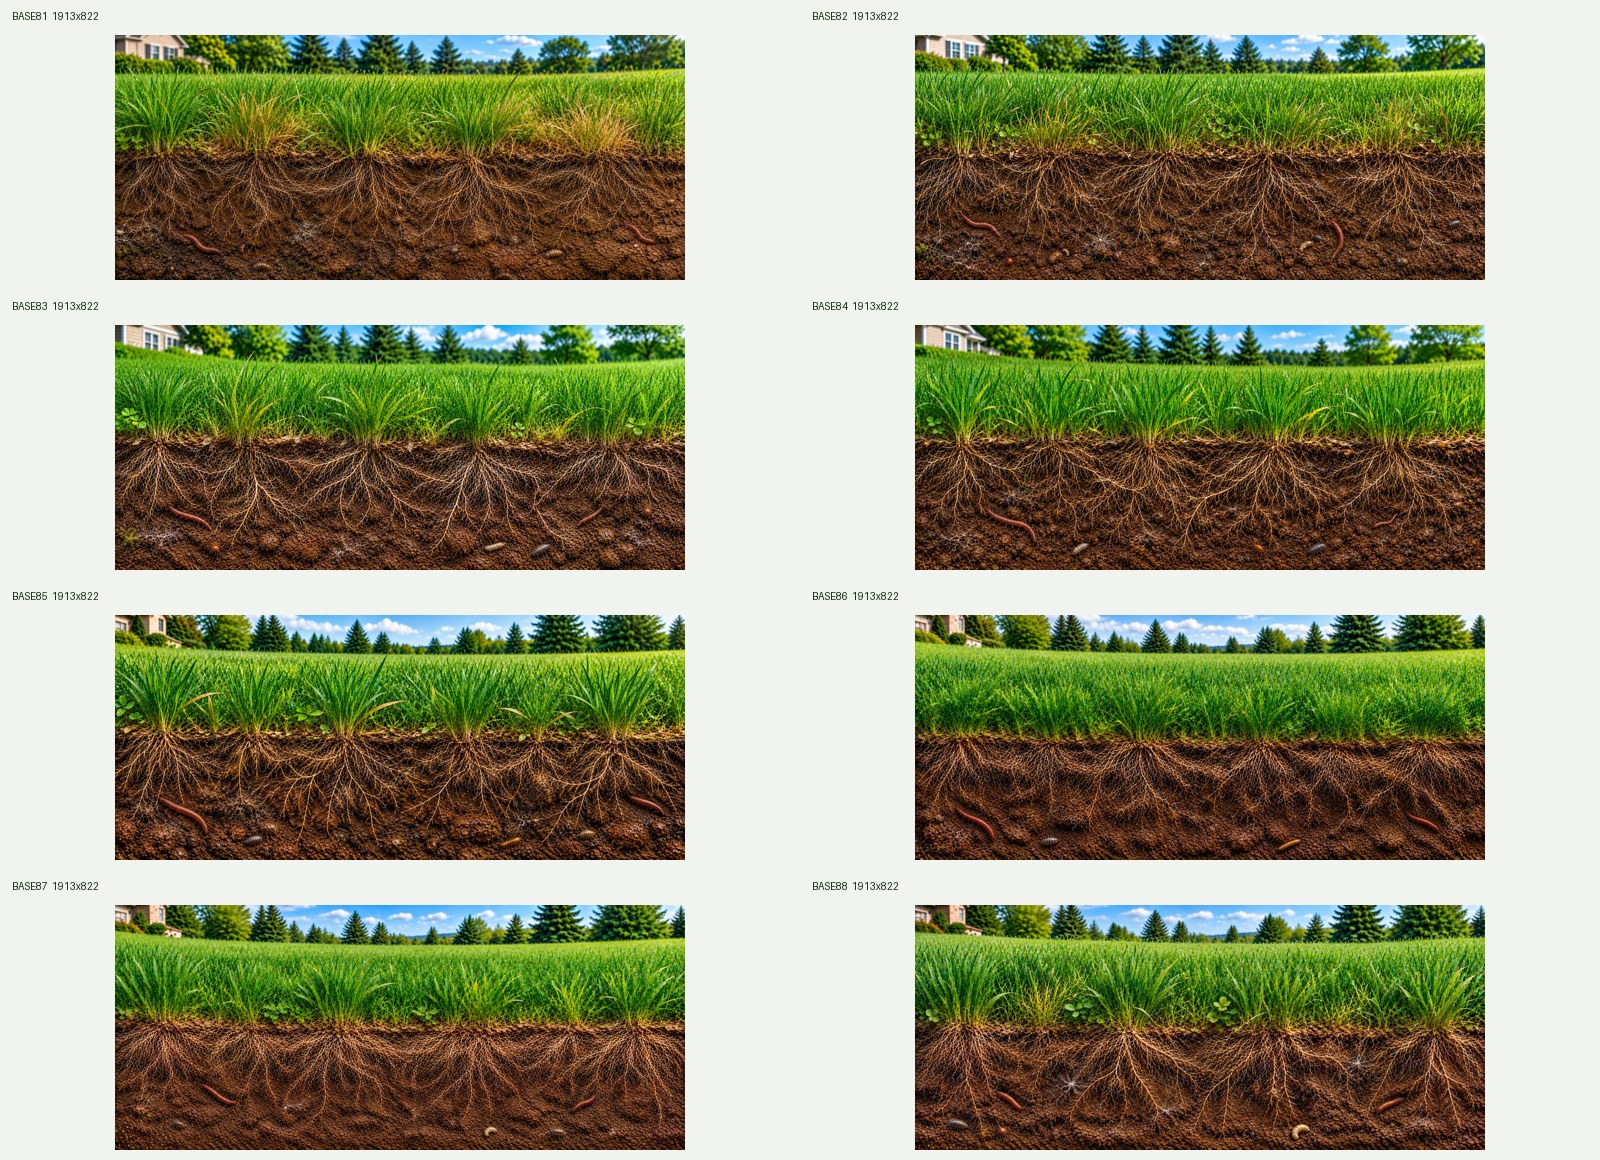 BASE81 1913x822
BASE82 1913x822
BASE83 1913x822
BASE84 1913x822
BASE85 1913x822
BASE86 1913x822
BASE87 1913x822
BASE88 1913x822